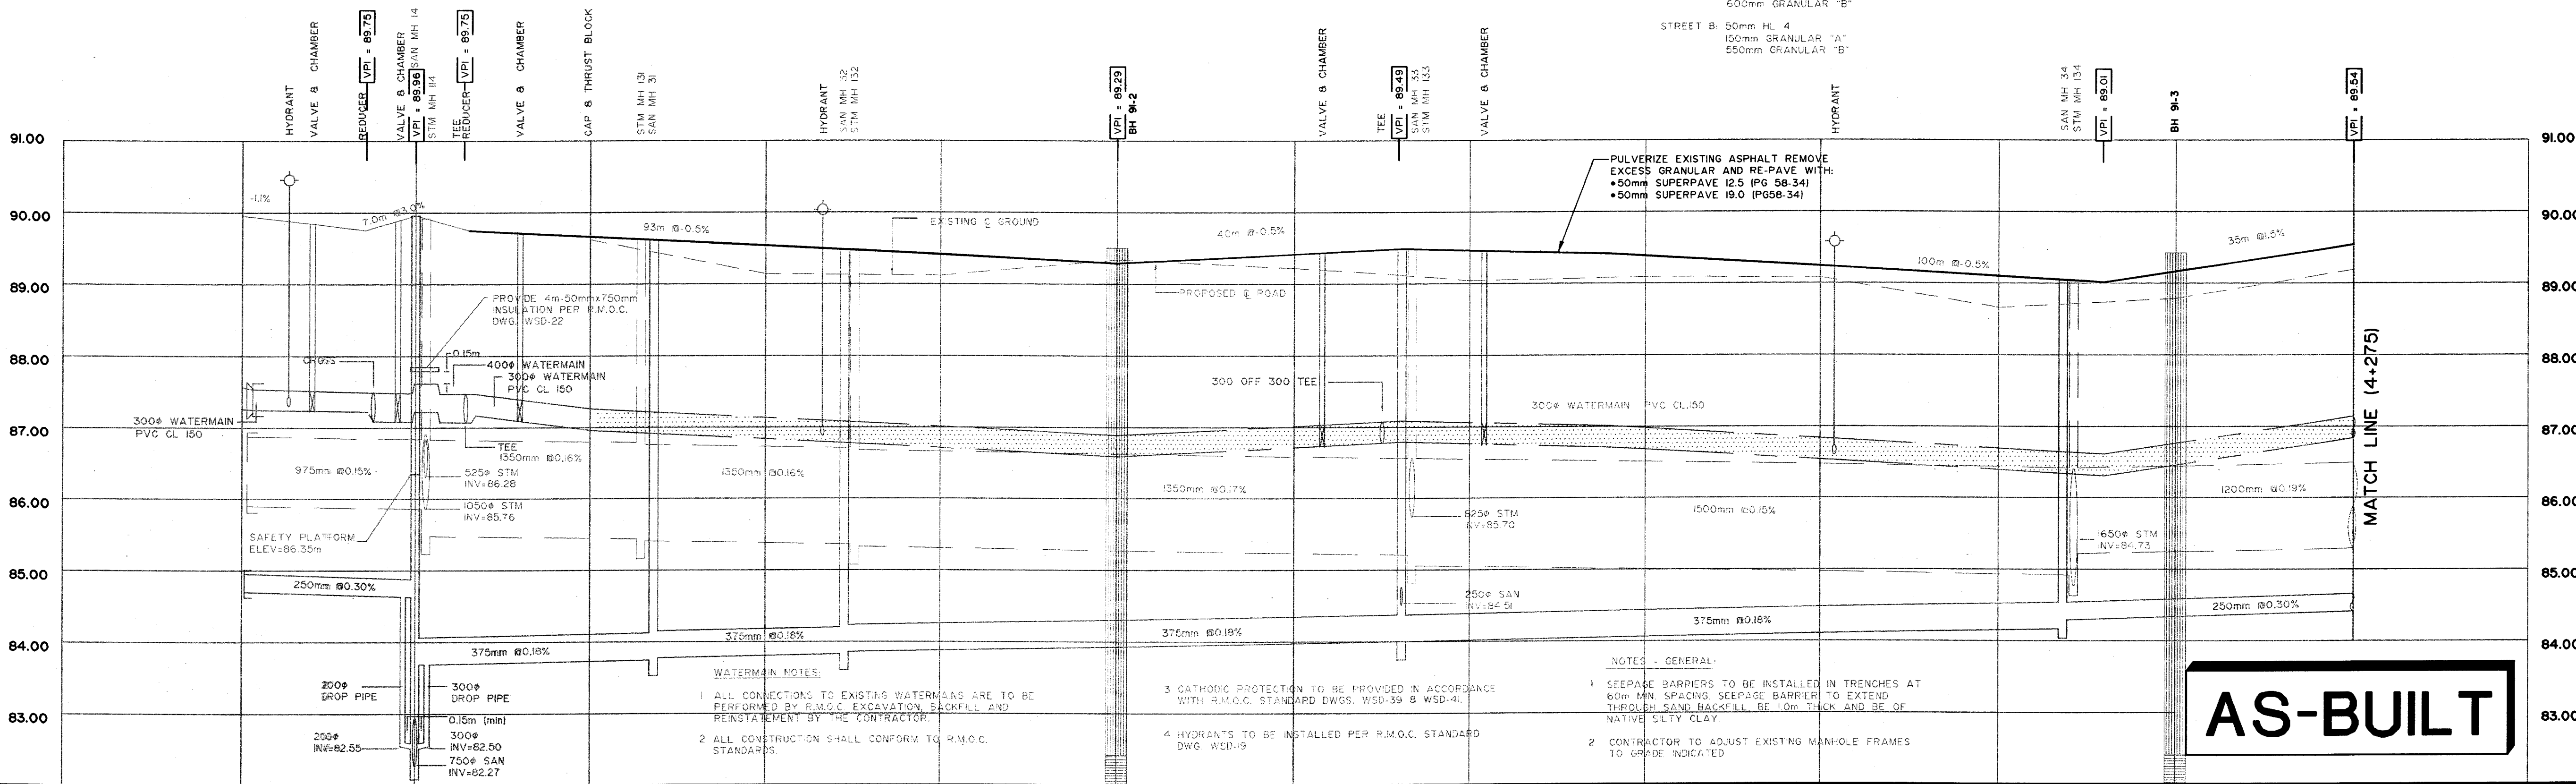 600mm GRANULAR "B"
STREET B: 50mm HL 4
150mm GRANULAR "A"
550mm GRANULAR "B"
HYDRANT
VALVE & CHAMBER
REDUCER
VPI = 89.75
VALVE & CHAMBER
VPI = 89.96
SAN MH 14
STM MH 114
TEE
REDUCER
VPI = 89.75
VALVE & CHAMBER
CAP & THRUST BLOCK
STM MH 131
SAN MH 31
HYDRANT
SAN MH 32
STM MH 132
VPI = 89.29
BH 91-2
VALVE & CHAMBER
TEE
VPI = 89.49
SAN MH 33
STM MH 133
VALVE & CHAMBER
HYDRANT
SAN MH 34
STM MH 134
VPI = 89.01
BH 91-3
VPI = 89.54
91.00
91.00
PULVERIZE EXISTING ASPHALT REMOVE
EXCESS GRANULAR AND RE-PAVE WITH:
•50mm SUPERPAVE 12.5 (PG 58-34)
•50mm SUPERPAVE 19.0 (PG58-34)
-1.1%
90.00
7.0m @3.0%
93m @-0.5%
EXISTING ℄ GROUND
40m @-0.5%
100m @-0.5%
35m @1.5%
90.00
89.00
PROVIDE 4m-50mmx750mm
INSULATION PER R.M.O.C.
DWG. WSD-22
PROPOSED ℄ ROAD
89.00
88.00
CROSS
0.15m
400ϕ WATERMAIN
300ϕ WATERMAIN
PVC CL 150
300 OFF 300 TEE
300ϕ WATERMAIN PVC CL.150
88.00
300ϕ WATERMAIN
PVC CL 150
87.00
87.00
MATCH LINE (4+275)
TEE
1350mm @0.16%
975mm @0.15%
525ϕ STM
INV=86.28
1350mm @0.16%
1350mm @0.17%
1500mm @0.15%
1200mm @0.19%
86.00
86.00
1050ϕ STM
INV=85.76
825ϕ STM
INV=85.70
SAFETY PLATFORM
ELEV=86.35m
1650ϕ STM
INV=84.73
85.00
85.00
250mm @0.30%
250ϕ SAN
INV=84.51
250mm @0.30%
375mm @0.18%
375mm @0.18%
375mm @0.18%
84.00
84.00
375mm @0.18%
200ϕ
DROP PIPE
300ϕ
DROP PIPE
83.00
83.00
0.15m (min)
200ϕ
INV=82.55
300ϕ
INV=82.50
750ϕ SAN
INV=82.27
WATERMAIN NOTES:
1 ALL CONNECTIONS TO EXISTING WATERMAINS ARE TO BE
PERFORMED BY R.M.O.C. EXCAVATION, BACKFILL AND
REINSTATEMENT BY THE CONTRACTOR.
2 ALL CONSTRUCTION SHALL CONFORM TO R.M.O.C.
STANDARDS.
3 CATHODIC PROTECTION TO BE PROVIDED IN ACCORDANCE
WITH R.M.O.C. STANDARD DWGS. WSD-39 & WSD-41.
4 HYDRANTS TO BE INSTALLED PER R.M.O.C. STANDARD
DWG WSD-19
NOTES - GENERAL:
1 SEEPAGE BARRIERS TO BE INSTALLED IN TRENCHES AT
60m MIN. SPACING. SEEPAGE BARRIER TO EXTEND
THROUGH SAND BACKFILL, BE 1.0m THICK AND BE OF
NATIVE SILTY CLAY
2 CONTRACTOR TO ADJUST EXISTING MANHOLE FRAMES
TO GRADE INDICATED
AS-BUILT